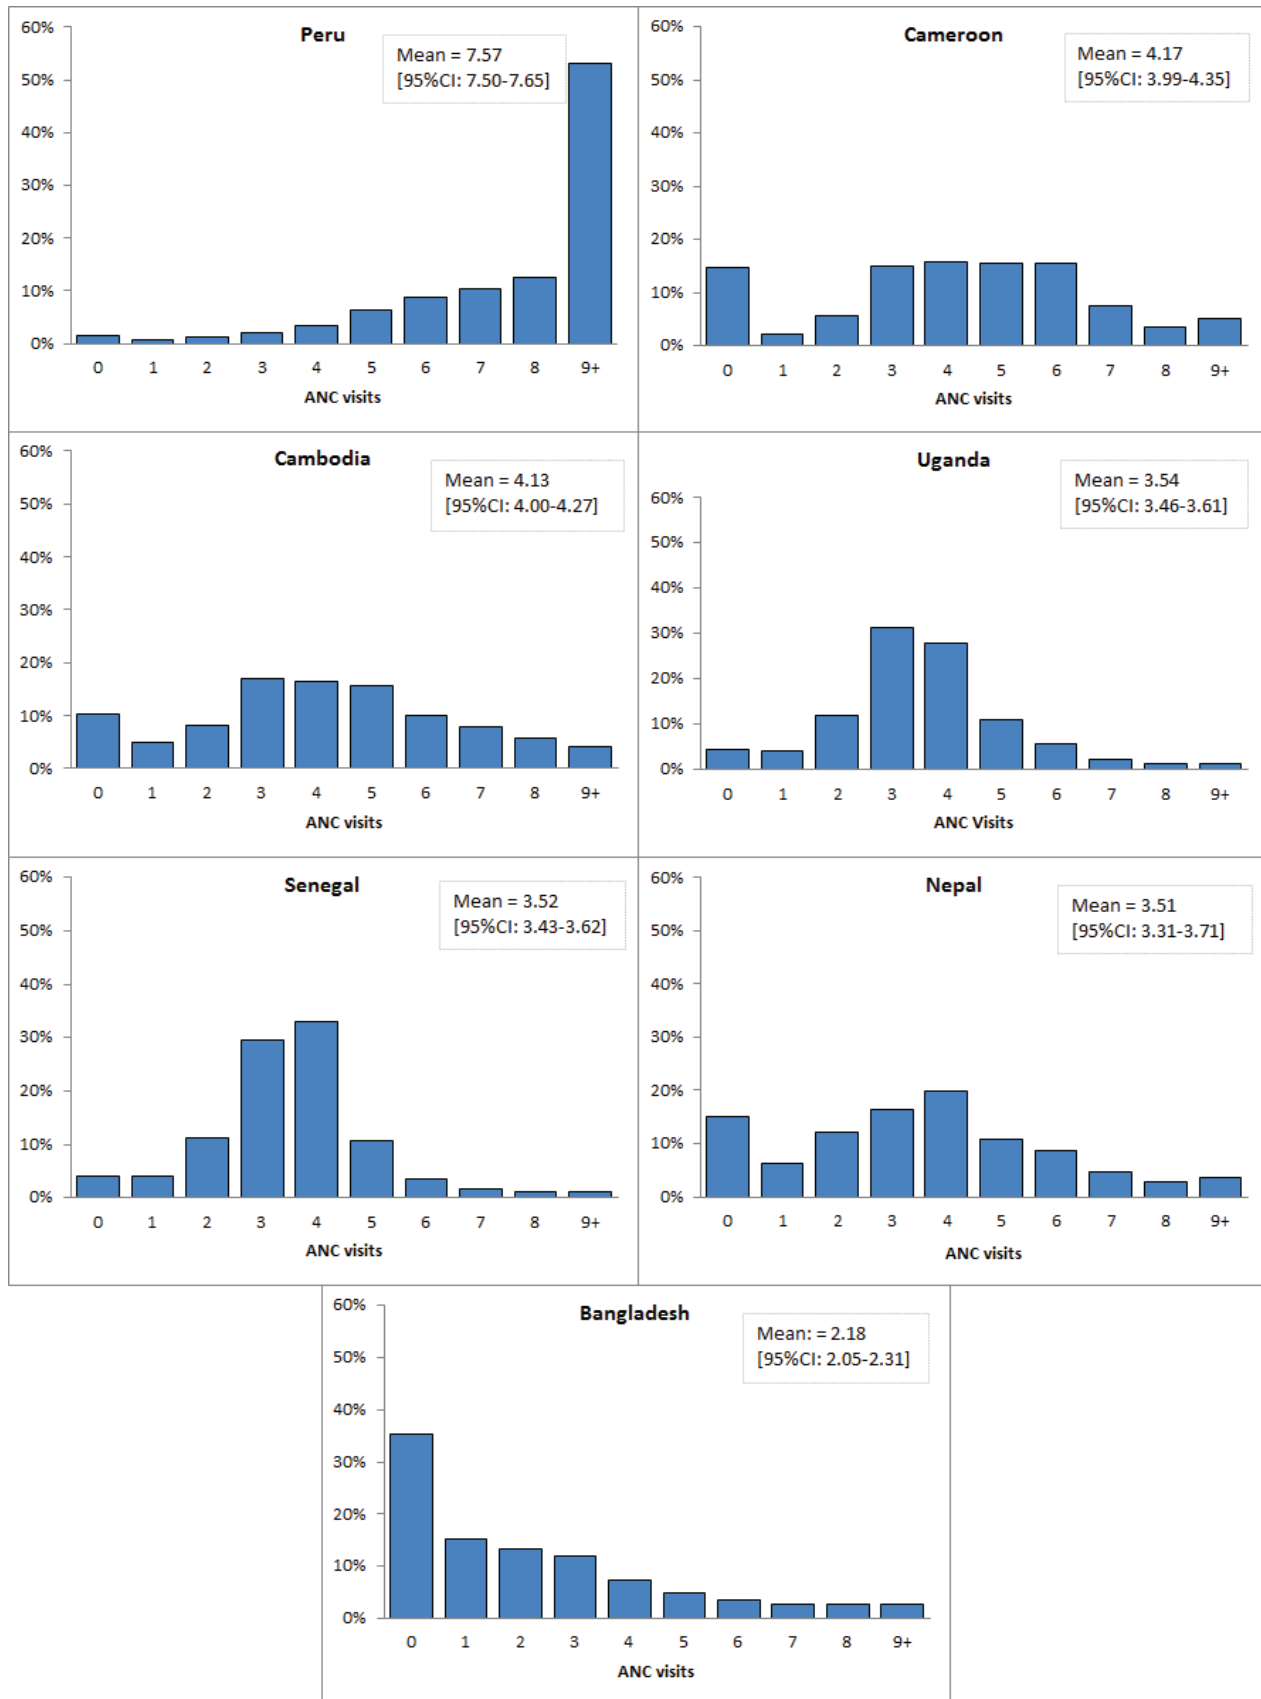 Peru
Mean = 7.57
[95%CI: 7.50-7.65]
60%
50%
40%
30%
20%
10%
0%
0 1 2 3 4 5 6 7 8 9+
ANC visits
Cameroon
Mean = 4.17
[95%CI: 3.99-4.35]
60%
50%
40%
30%
20%
10%
0%
0 1 2 3 4 5 6 7 8 9+
ANC visits
Cambodia
Mean = 4.13
[95%CI: 4.00-4.27]
60%
50%
40%
30%
20%
10%
0%
0 1 2 3 4 5 6 7 8 9+
ANC visits
Uganda
Mean = 3.54
[95%CI: 3.46-3.61]
60%
50%
40%
30%
20%
10%
0%
0 1 2 3 4 5 6 7 8 9+
ANC Visits
Senegal
Mean = 3.52
[95%CI: 3.43-3.62]
60%
50%
40%
30%
20%
10%
0%
0 1 2 3 4 5 6 7 8 9+
ANC visits
Nepal
Mean = 3.51
[95%CI: 3.31-3.71]
60%
50%
40%
30%
20%
10%
0%
0 1 2 3 4 5 6 7 8 9+
ANC visits
Bangladesh
Mean: = 2.18
[95%CI: 2.05-2.31]
60%
50%
40%
30%
20%
10%
0%
0 1 2 3 4 5 6 7 8 9+
ANC visits